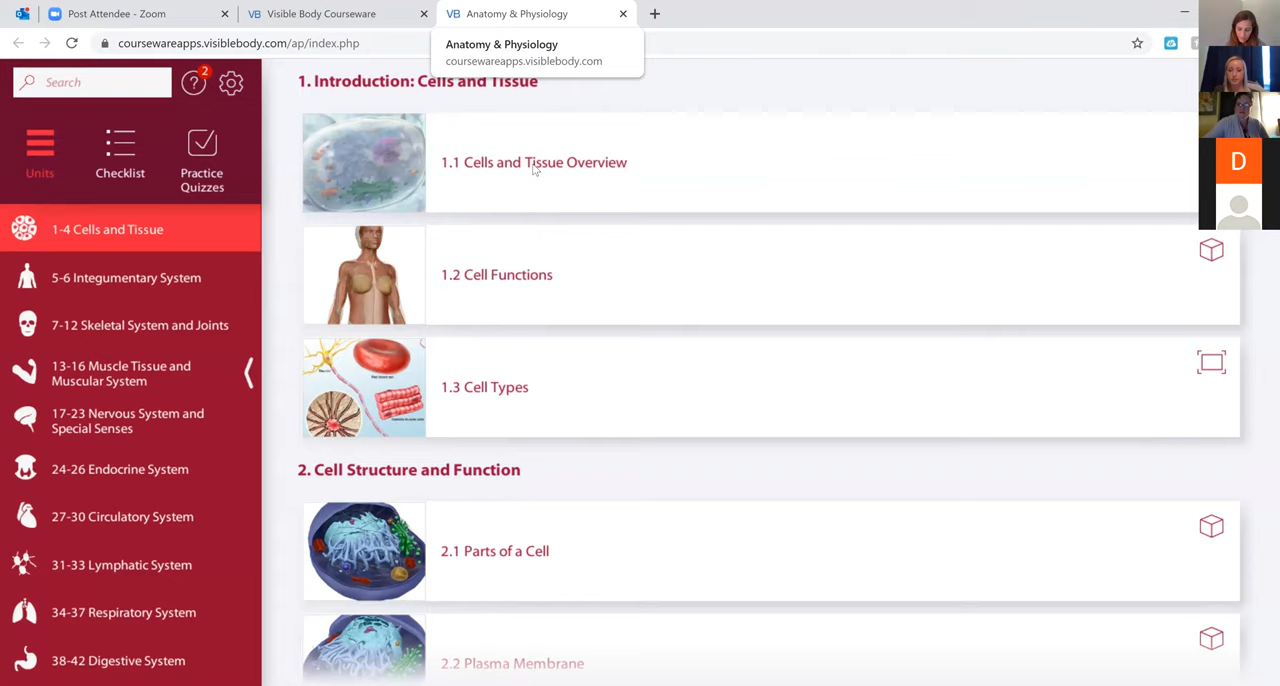 Post Attendee - Zoom
VB Visible Body Courseware
VB Anatomy & Physiology
coursewareapps.visiblebody.com/ap/index.php
Anatomy & Physiology
coursewareapps.visiblebody.com
Search
? 2
Units
Checklist
Practice
Quizzes
1-4 Cells and Tissue
5-6 Integumentary System
7-12 Skeletal System and Joints
13-16 Muscle Tissue and
Muscular System
17-23 Nervous System and
Special Senses
24-26 Endocrine System
27-30 Circulatory System
31-33 Lymphatic System
34-37 Respiratory System
38-42 Digestive System
1. Introduction: Cells and Tissue
1.1 Cells and Tissue Overview
1.2 Cell Functions
1.3 Cell Types
2. Cell Structure and Function
2.1 Parts of a Cell
2.2 Plasma Membrane
D